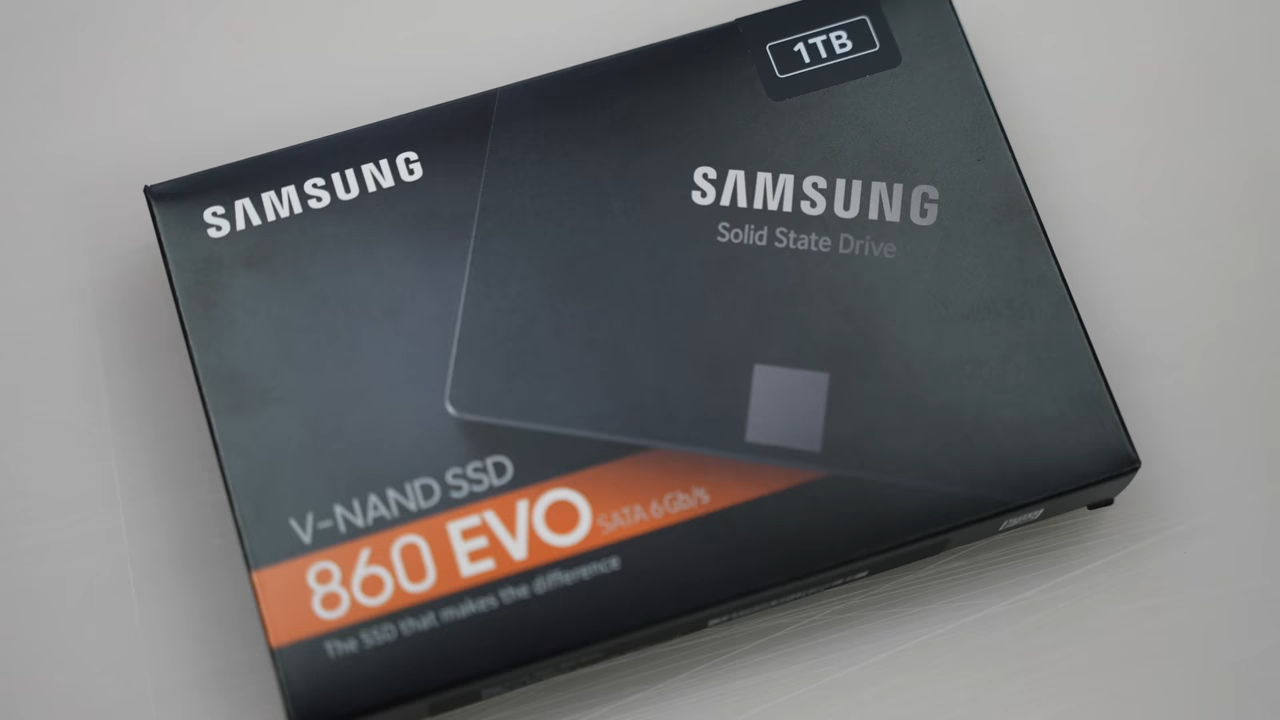 1TB
SAMSUNG
SAMSUNG
Solid State Drive
V-NAND SSD
860 EVO SATA 6Gb/s
The SSD that makes the difference